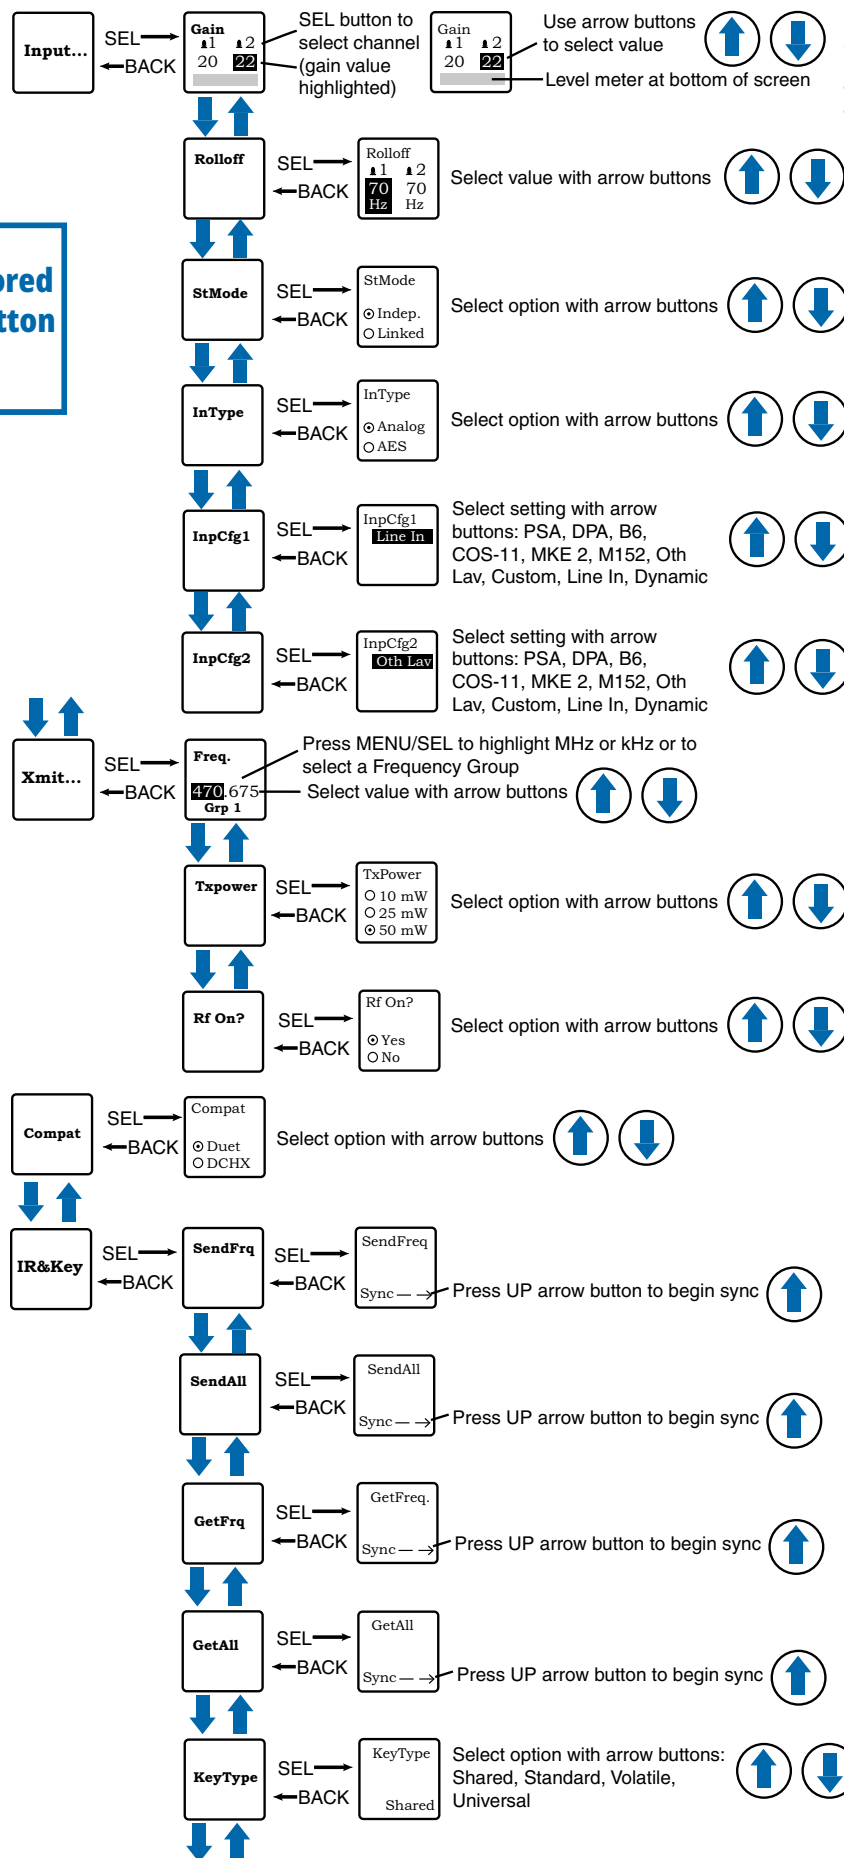 Input...
SEL
BACK
Gain
1 2
20 22
SEL button to
select channel
(gain value
highlighted)
Gain
1 2
20 22
Use arrow buttons
to select value
Level meter at bottom of screen
Rolloff
SEL
BACK
Rolloff
1 2
70 70
Hz Hz
Select value with arrow buttons
ored
tton
StMode
SEL
BACK
StMode
Indep.
Linked
Select option with arrow buttons
InType
SEL
BACK
InType
Analog
AES
Select option with arrow buttons
InpCfg1
SEL
BACK
InpCfg1
Line In
Select setting with arrow
buttons: PSA, DPA, B6,
COS-11, MKE 2, M152, Oth
Lav, Custom, Line In, Dynamic
InpCfg2
SEL
BACK
InpCfg2
Oth Lav
Select setting with arrow
buttons: PSA, DPA, B6,
COS-11, MKE 2, M152, Oth
Lav, Custom, Line In, Dynamic
Xmit...
SEL
BACK
Freq.
470.675
Grp 1
Press MENU/SEL to highlight MHz or kHz or to
select a Frequency Group
Select value with arrow buttons
Txpower
SEL
BACK
TxPower
10 mW
25 mW
50 mW
Select option with arrow buttons
Rf On?
SEL
BACK
Rf On?
Yes
No
Select option with arrow buttons
Compat
SEL
BACK
Compat
Duet
DCHX
Select option with arrow buttons
IR&Key
SEL
BACK
SendFrq
SEL
BACK
SendFreq
Sync
Press UP arrow button to begin sync
SendAll
SEL
BACK
SendAll
Sync
Press UP arrow button to begin sync
GetFrq
SEL
BACK
GetFreq.
Sync
Press UP arrow button to begin sync
GetAll
SEL
BACK
GetAll
Sync
Press UP arrow button to begin sync
KeyType
SEL
BACK
KeyType
Shared
Select option with arrow buttons:
Shared, Standard, Volatile,
Universal